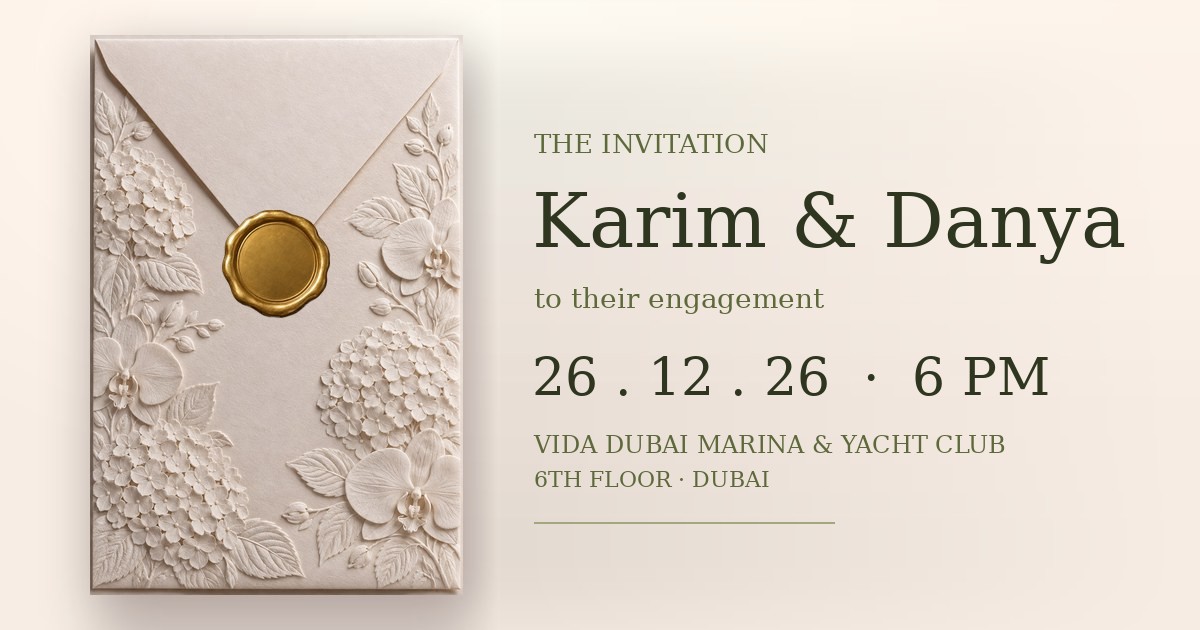 THE INVITATION
Karim & Danya
to their engagement
26 . 12 . 26 · 6 PM
VIDA DUBAI MARINA & YACHT CLUB
6TH FLOOR · DUBAI